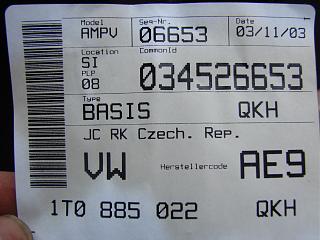 Model Seq-Nr. Date
AMPV 06653 03/11/03
Location CommonId
SI
PLP
08 034526653
Type
BASIS QKH
JC RK Czech. Rep.
VW Herstellercode AE9
1T0 885 022 QKH